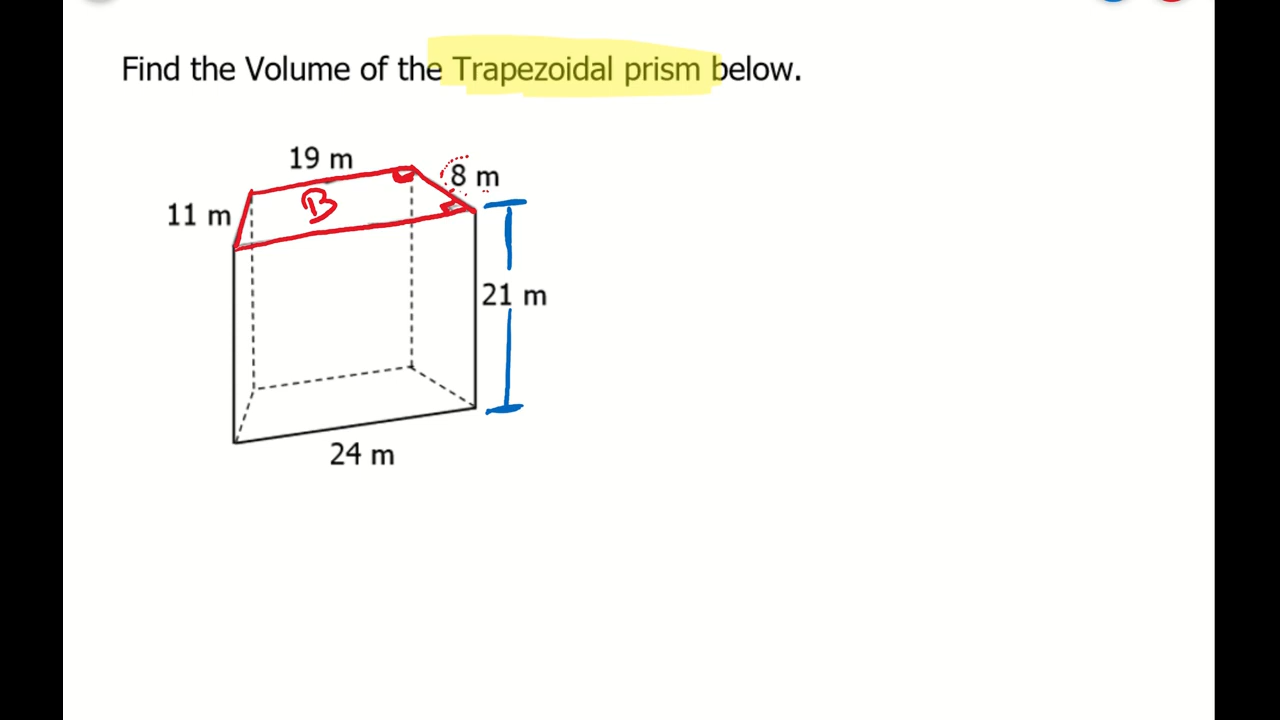 Find the Volume of the Trapezoidal prism below.
19 m
8 m
11 m
B
21 m
24 m